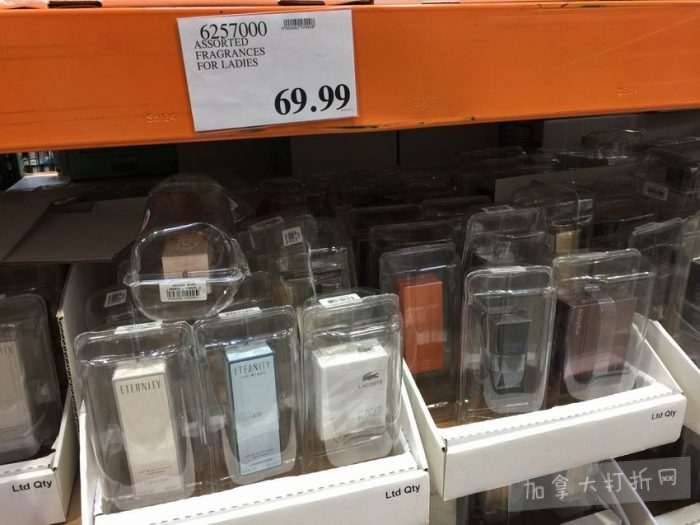 6257000
ASSORTED
FRAGRANCES
FOR LADIES
69.99
ETERNITY
ETERNITY
LACOSTE
Ltd Qty
Ltd Qty
Ltd Qty
加拿大打折网